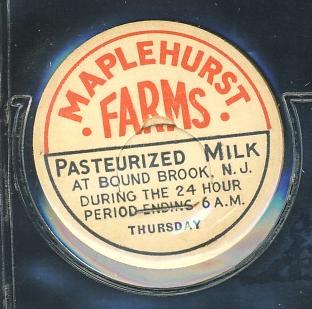 MAPLEHURST
· FARMS ·
PASTEURIZED MILK
AT BOUND BROOK, N.J.
DURING THE 24 HOUR
PERIOD ENDING 6 A.M.
THURSDAY